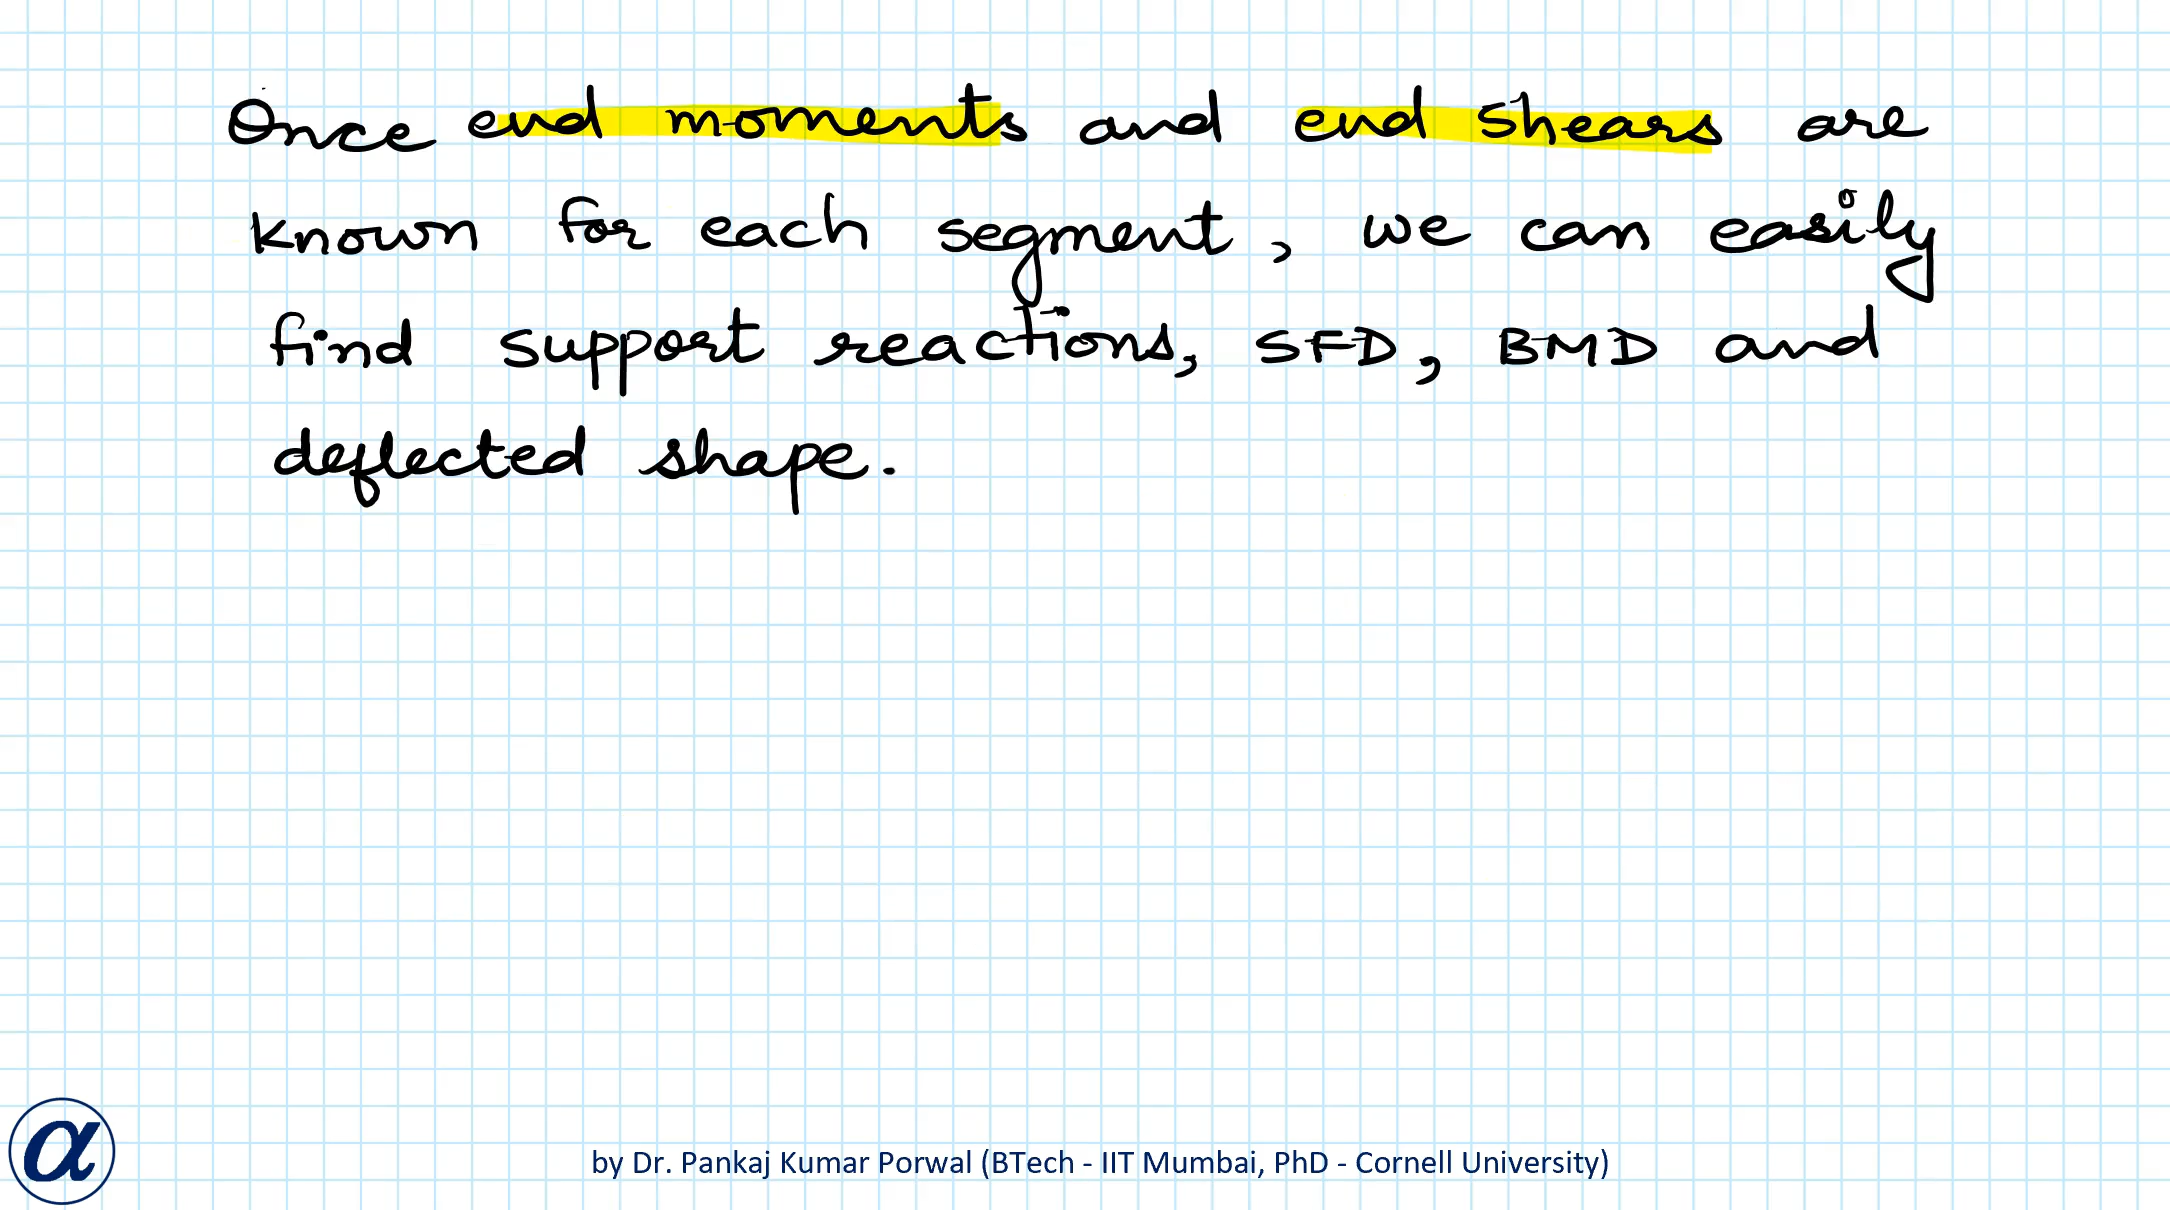 Once end moments and end shears are
known for each segment, we can easily
find support reactions, SFD, BMD and
deflected shape.
α
by Dr. Pankaj Kumar Porwal (BTech - IIT Mumbai, PhD - Cornell University)